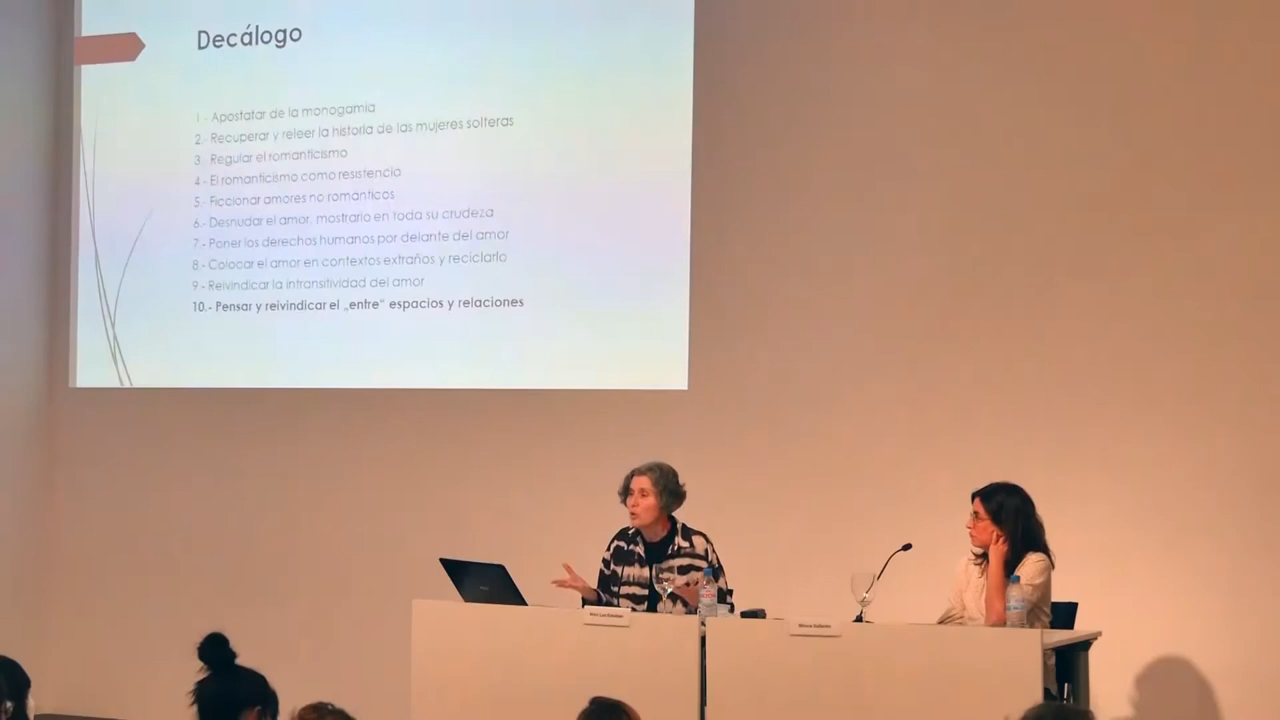 Decálogo
1.- Apostatar de la monogamia
2.- Recuperar y releer la historia de las mujeres solteras
3.- Regular el romanticismo
4.- El romanticismo como resistencia
5.- Ficcionar amores no románticos
6.- Desnudar el amor, mostrarlo en toda su crudeza
7.- Poner los derechos humanos por delante del amor
8.- Colocar el amor en contextos extraños y reciclarlo
9.- Reivindicar la intransitividad del amor
10.- Pensar y reivindicar el „entre“ espacios y relaciones
Mari Luz Esteban